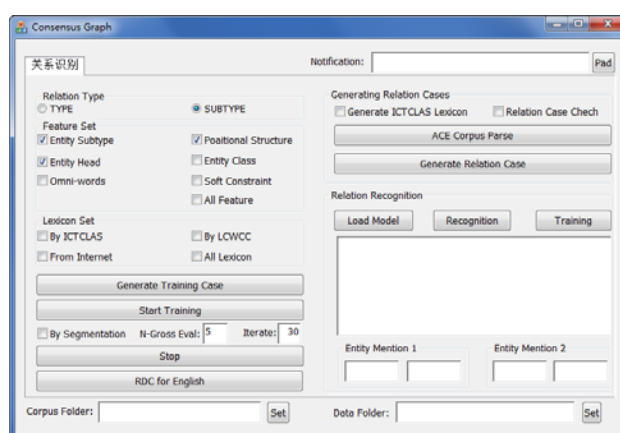 Consensus Graph
关系识别
Notification:
Pad
Relation Type
TYPE
SUBTYPE
Feature Set
Entity Subtype
Poaitional Structure
Entity Head
Entity Class
Omni-words
Soft Constraint
All Feature
Lexicon Set
By ICTCLAS
By LCWCC
From Internet
All Lexicon
Generate Training Case
Start Training
By Segmentation N-Gross Eval: 5 Iterate: 30
Stop
RDC for English
Generating Relation Cases
Generate ICTCLAS Lexicon
Relation Case Chech
ACE Corpus Parse
Generate Relation Case
Relation Recognition
Load Model
Recognition
Training
Entity Mention 1
Entity Mention 2
Corpus Folder:
Set
Data Folder:
Set